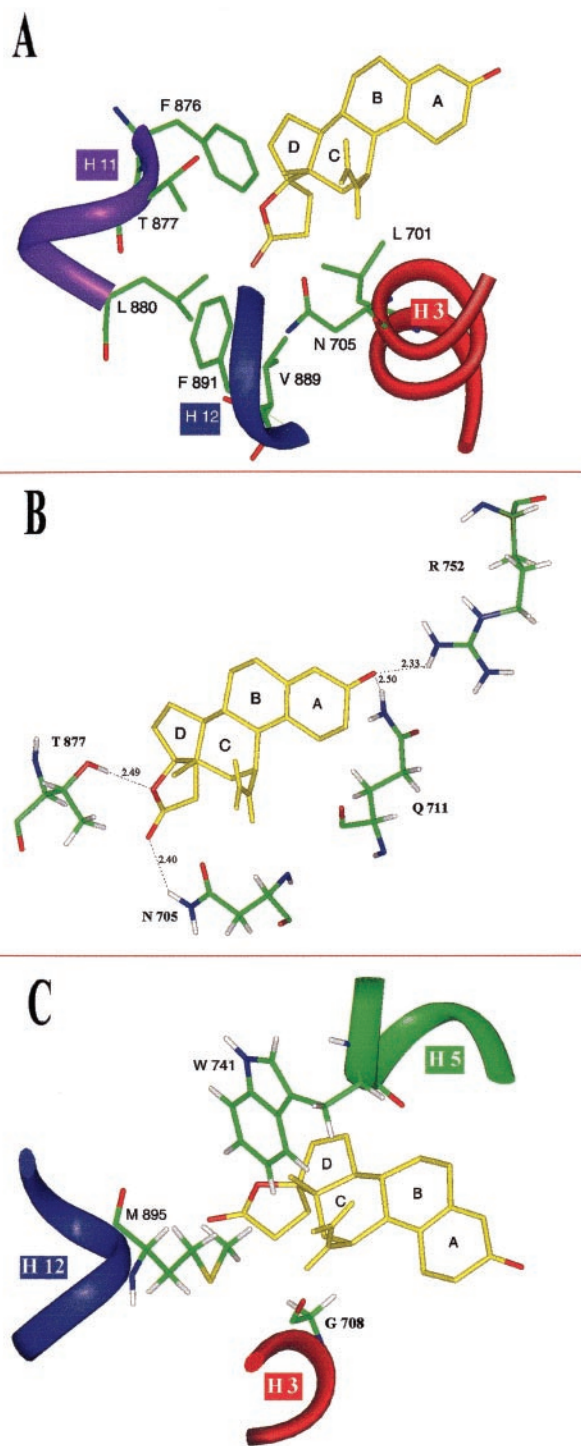 A
F 876
B
A
H 11
D
C
T 877
L 701
L 880
H 3
N 705
F 891
V 889
H 12
B
R 752
2.33
2.50
B
A
D
T 877
C
2.49
Q 711
2.40
N 705
C
W 741
H 5
D
C
B
M 895
A
H 12
G 708
H 3